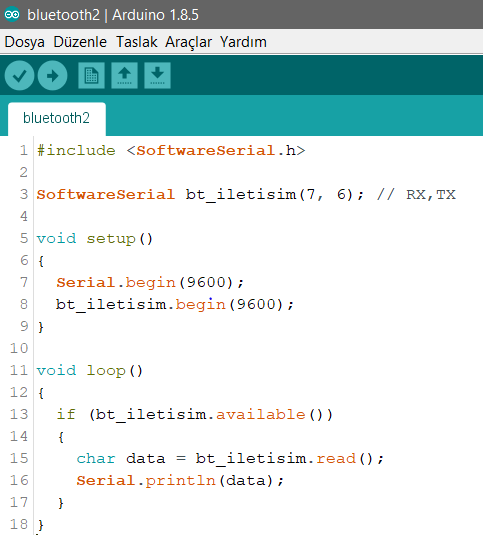 bluetooth2 | Arduino 1.8.5
Dosya Düzenle Taslak Araçlar Yardım
bluetooth2
1 #include <SoftwareSerial.h>
2
3 SoftwareSerial bt_iletisim(7, 6); // RX,TX
4
5 void setup()
6 {
7   Serial.begin(9600);
8   bt_iletisim.begin(9600);
9 }
10
11 void loop()
12 {
13   if (bt_iletisim.available())
14   {
15     char data = bt_iletisim.read();
16     Serial.println(data);
17   }
18 }